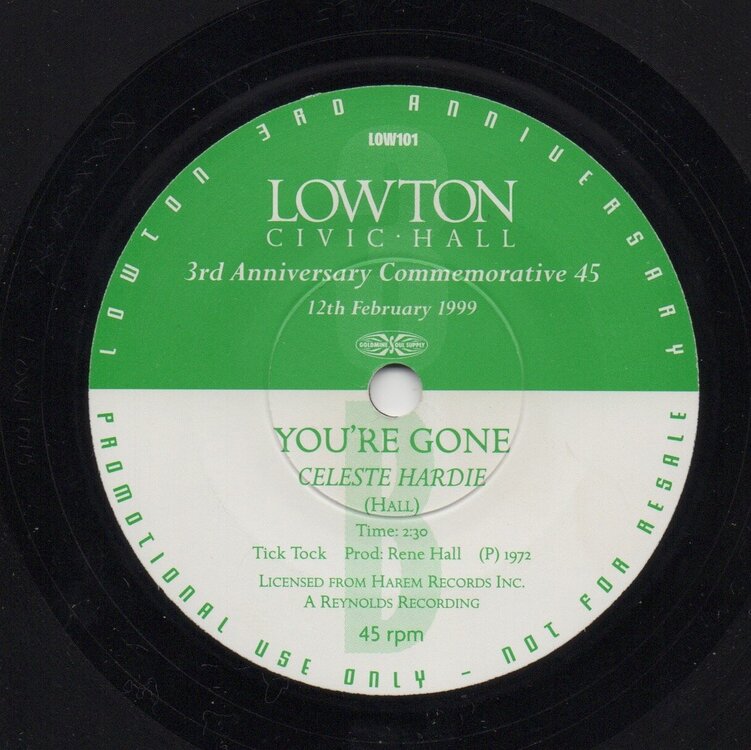 LOWTON 3RD ANNIVERSARY
LOW101
LOWTON
CIVIC·HALL
3rd Anniversary Commemorative 45
12th February 1999
GOLDMINE SOUL SUPPLY
YOU'RE GONE
CELESTE HARDIE
(HALL)
Time: 2:30
Tick Tock Prod: Rene Hall (P) 1972
LICENSED FROM HAREM RECORDS INC.
A REYNOLDS RECORDING
45 rpm
B
PROMOTIONAL USE ONLY - NOT FOR RESALE